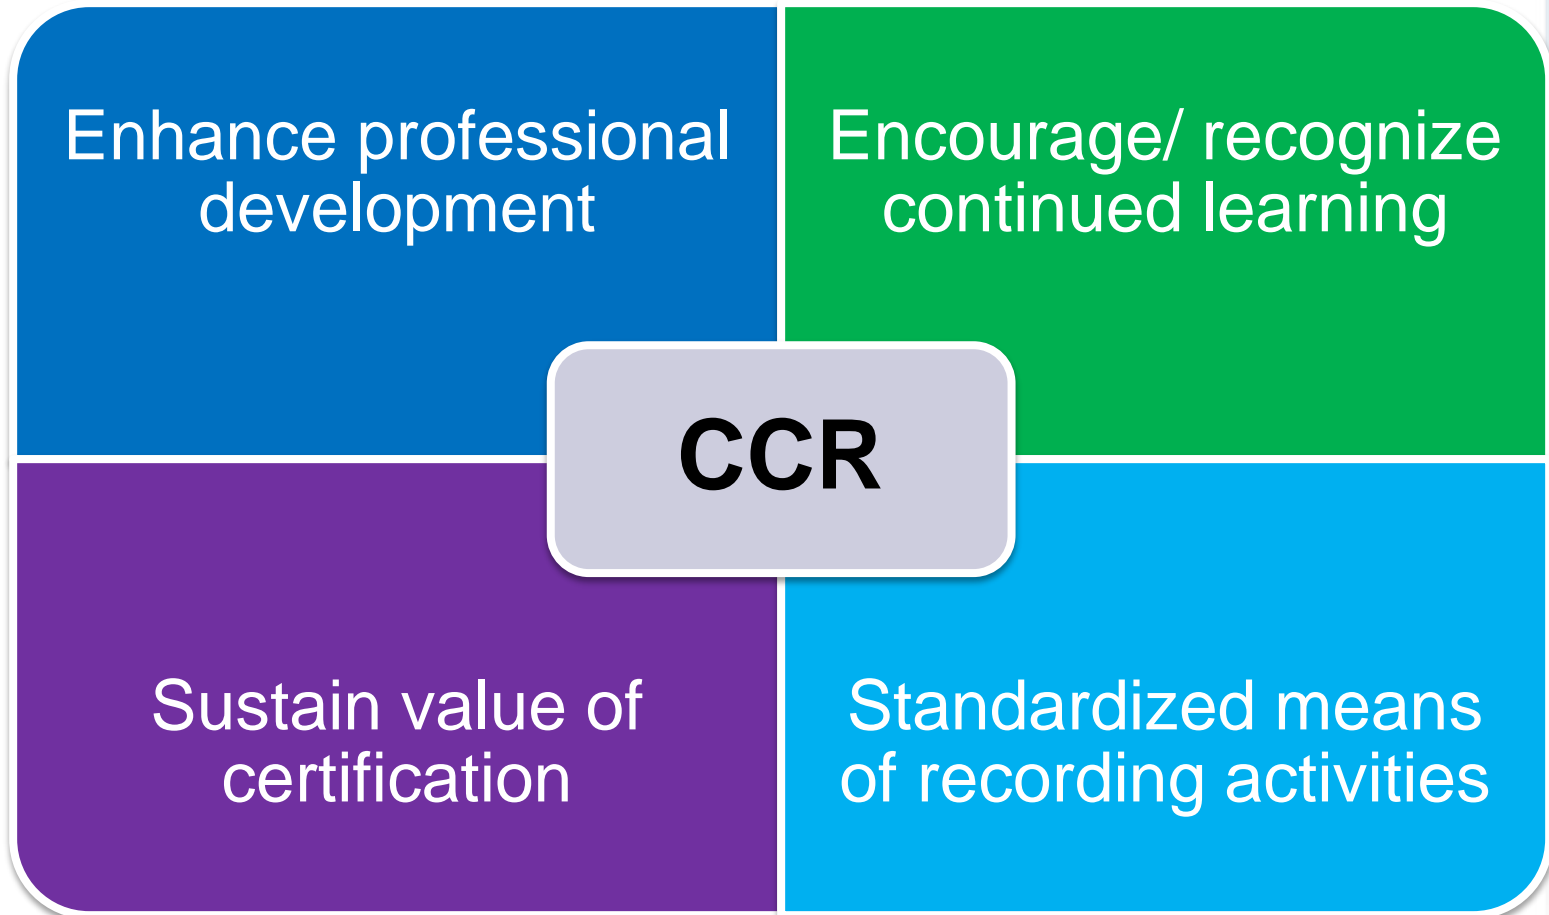 Enhance professional
development
Encourage/ recognize
continued learning
CCR
Sustain value of
certification
Standardized means
of recording activities